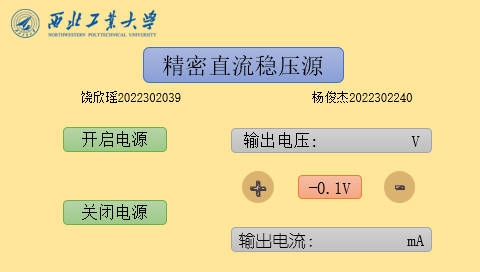 西北工业大学
NORTHWESTERN POLYTECHNICAL UNIVERSITY
精密直流稳压源
饶欣瑶2022302039 杨俊杰2022302240
开启电源 输出电压: V
+ -0.1V -
关闭电源
输出电流: mA